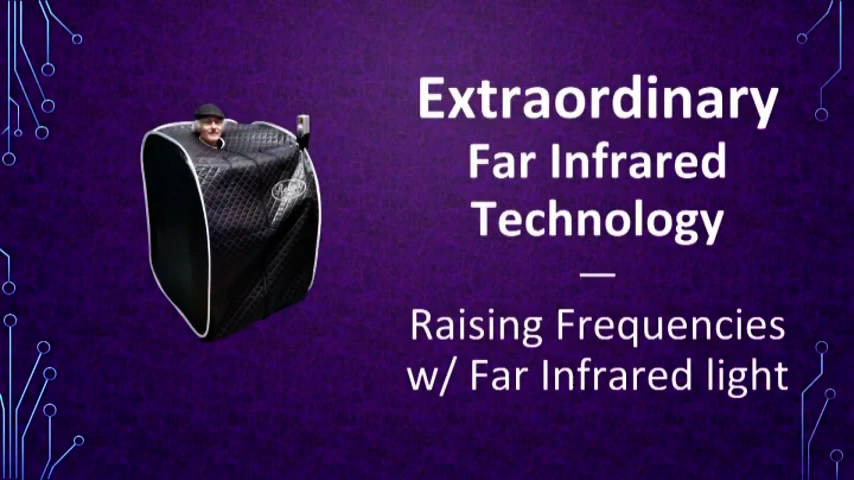 Extraordinary
Far Infrared
Technology
—
Raising Frequencies
w/ Far Infrared light